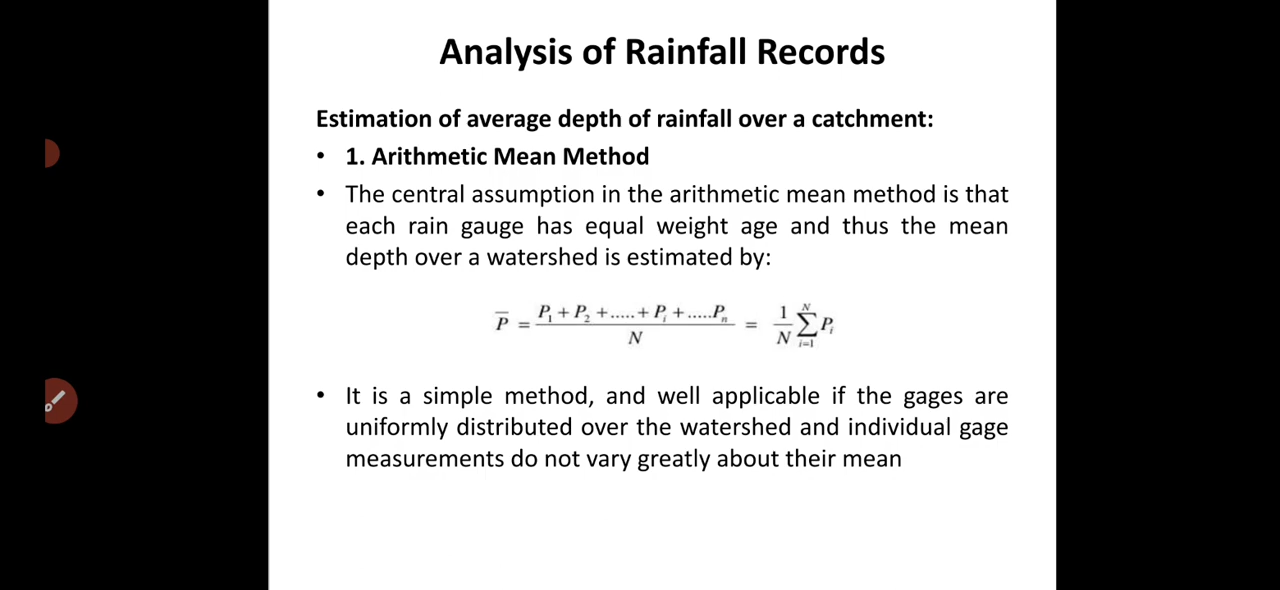 Analysis of Rainfall Records
Estimation of average depth of rainfall over a catchment:
• 1. Arithmetic Mean Method
• The central assumption in the arithmetic mean method is that
each rain gauge has equal weight age and thus the mean
depth over a watershed is estimated by:
P̅ = (P₁ + P₂ + ..... + Pᵢ + .....Pₙ) / N = 1/N ∑ᵢ₌₁ᴺ Pᵢ
• It is a simple method, and well applicable if the gages are
uniformly distributed over the watershed and individual gage
measurements do not vary greatly about their mean